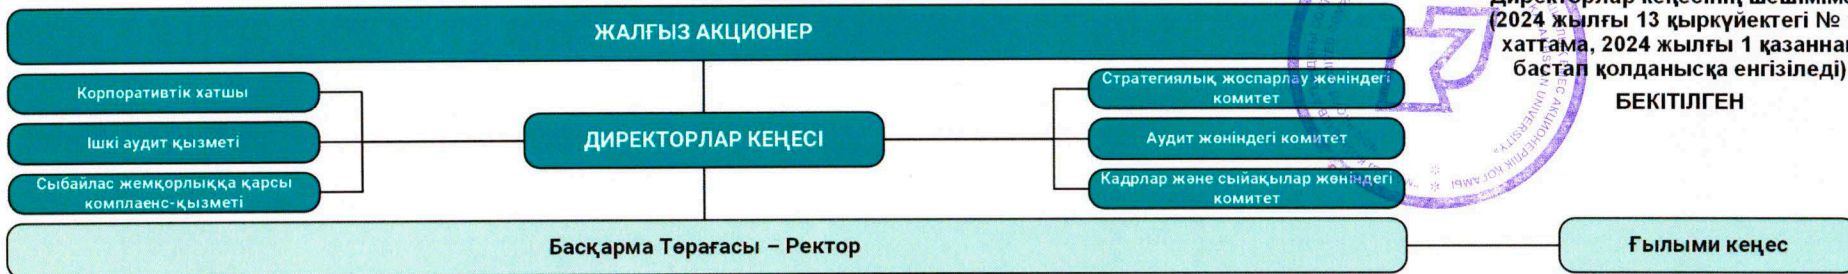 Директорлар кеңесінің
(2024 жылғы 13 қыркүйектегі №
хаттама, 2024 жылғы 1 қазаннан
бастап қолданысқа енгізіледі)
БЕКІТІЛГЕН
ЖАЛҒЫЗ АКЦИОНЕР
Корпоративтік хатшы
Ішкі аудит қызметі
Сыбайлас жемқорлыққа қарсы
комплаенс-қызметі
ДИРЕКТОРЛАР КЕҢЕСІ
Стратегиялық жоспарлау жөніндегі
комитет
Аудит жөніндегі комитет
Кадрлар және сыйақылар жөніндегі
комитет
Басқарма Төрағасы – Ректор
Ғылыми кеңес